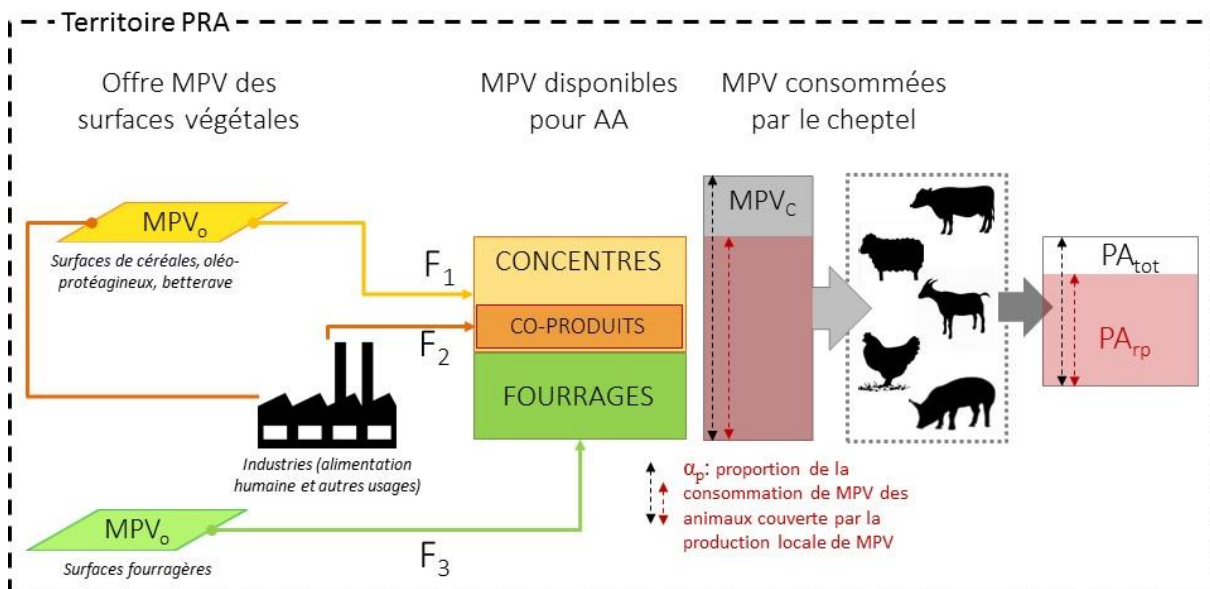 Territoire PRA
Offre MPV des
surfaces végétales
MPV disponibles
pour AA
MPV consommées
par le cheptel
MPVo
Surfaces de céréales, oléo-
protéagineux, betterave
F1
CONCENTRES
CO-PRODUITS
F2
FOURRAGES
MPVC
PAtot
PArp
Industries (alimentation
humaine et autres usages)
αp: proportion de la
consommation de MPV des
animaux couverte par la
production locale de MPV
MPVo
F3
Surfaces fourragères